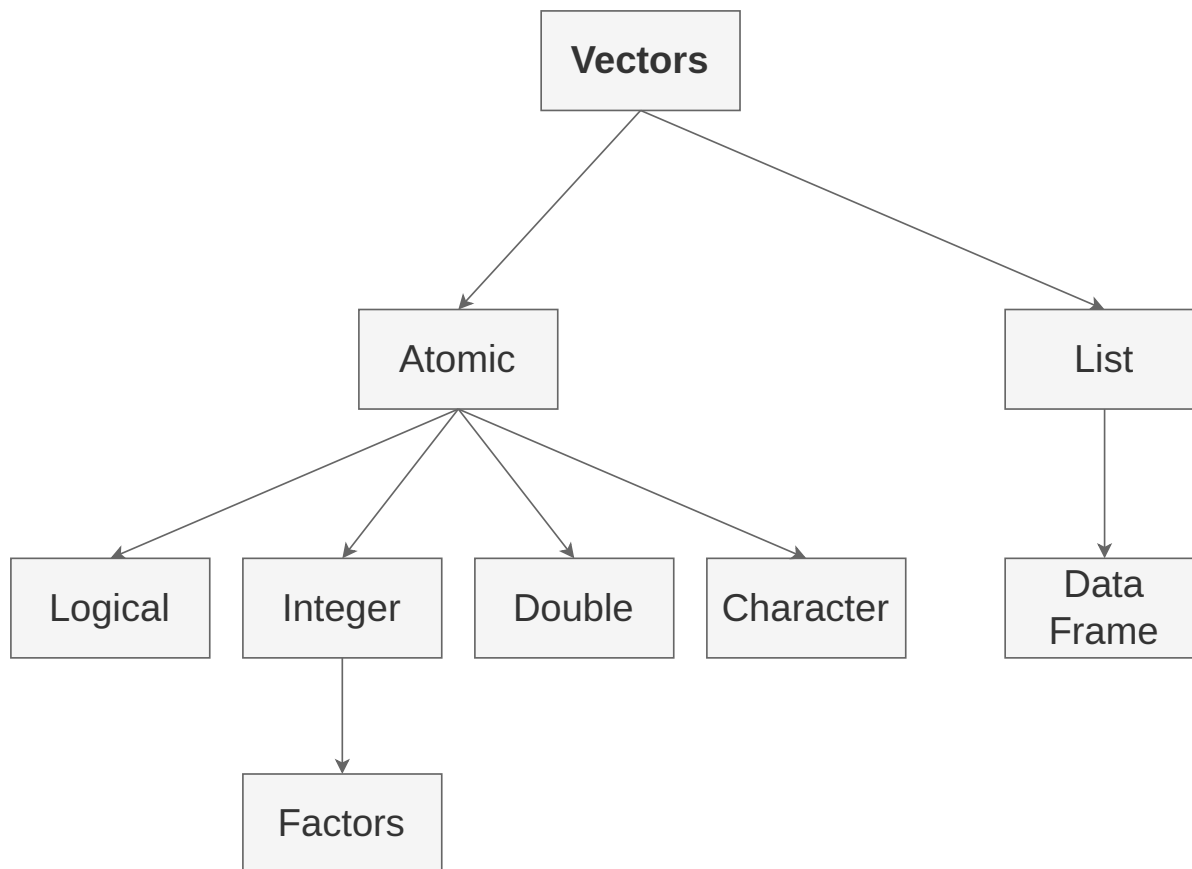 Vectors
Atomic
List
Logical
Integer
Double
Character
Data
Frame
Factors